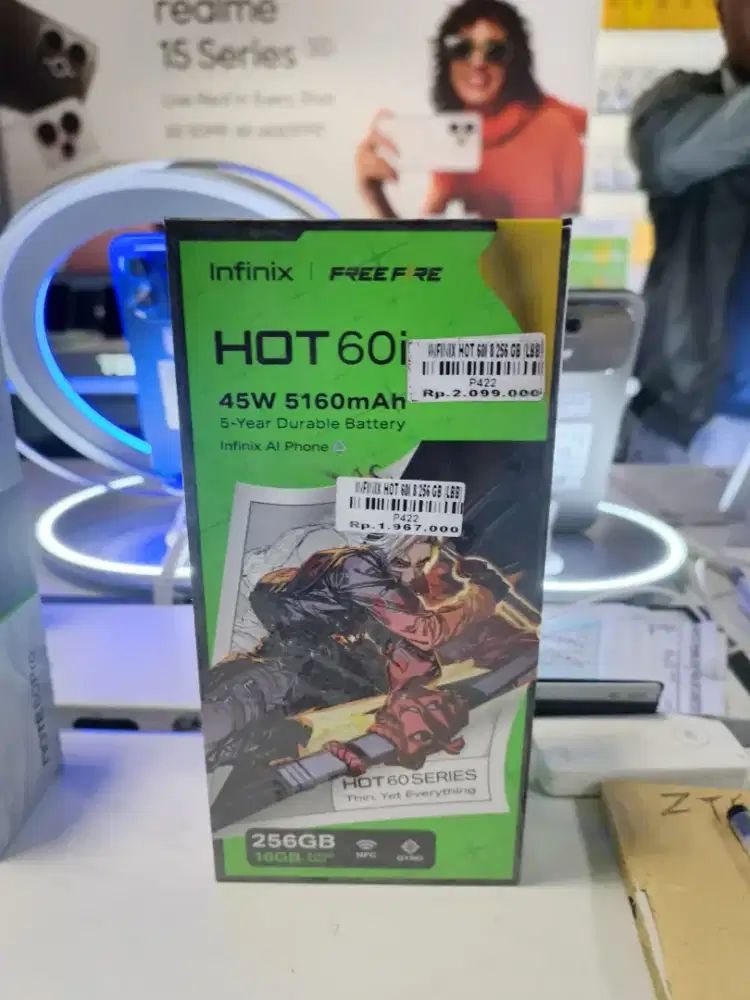 realme
15 Series 5G
Infinix | FREE FIRE
HOT 60i
INFINIX HOT 60I 8 256 GB (LBB)
P422
Rp.2.099.000
45W 5160mAh
5-Year Durable Battery
Infinix AI Phone
INFINIX HOT 60I 8 256 GB (LBB)
P422
Rp.1.967.000
HOT 60 SERIES
Thin, Yet Everything
256GB
16GB
NFC
GYRO